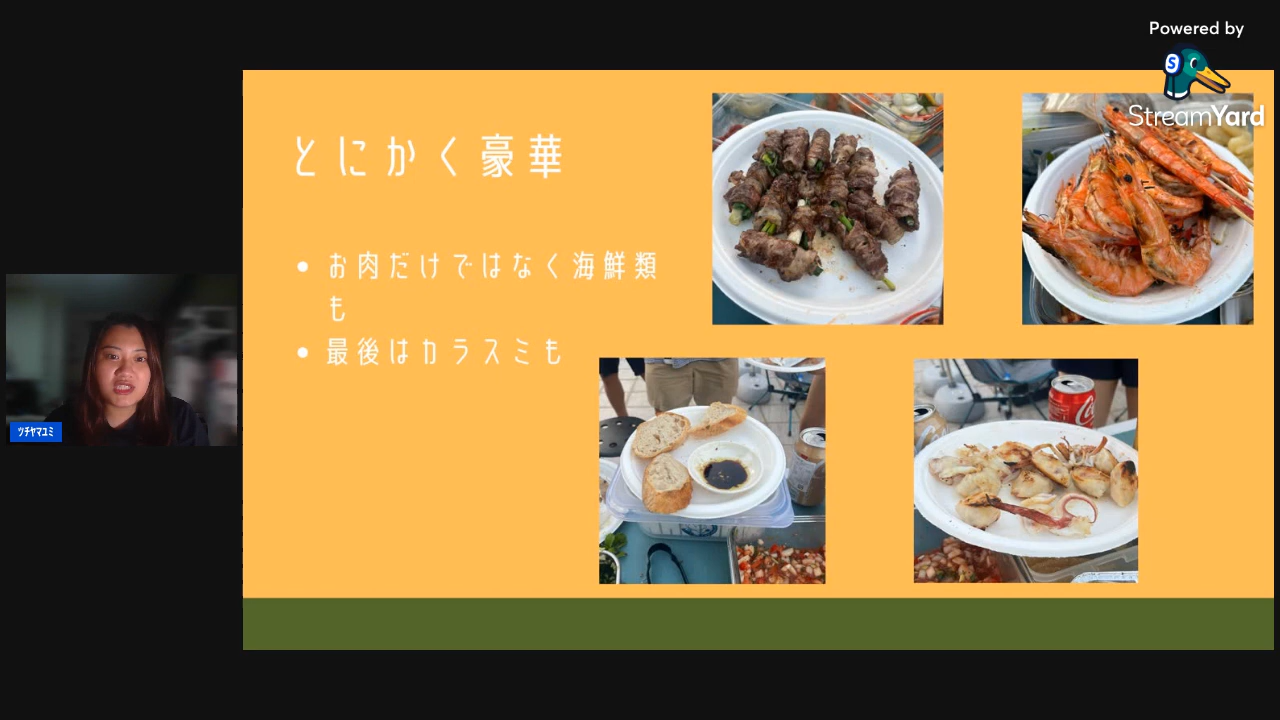 Powered by
StreamYard
とにかく豪華
お肉だけではなく海鮮類
も
最後はカラスミも
ツチヤマユミ